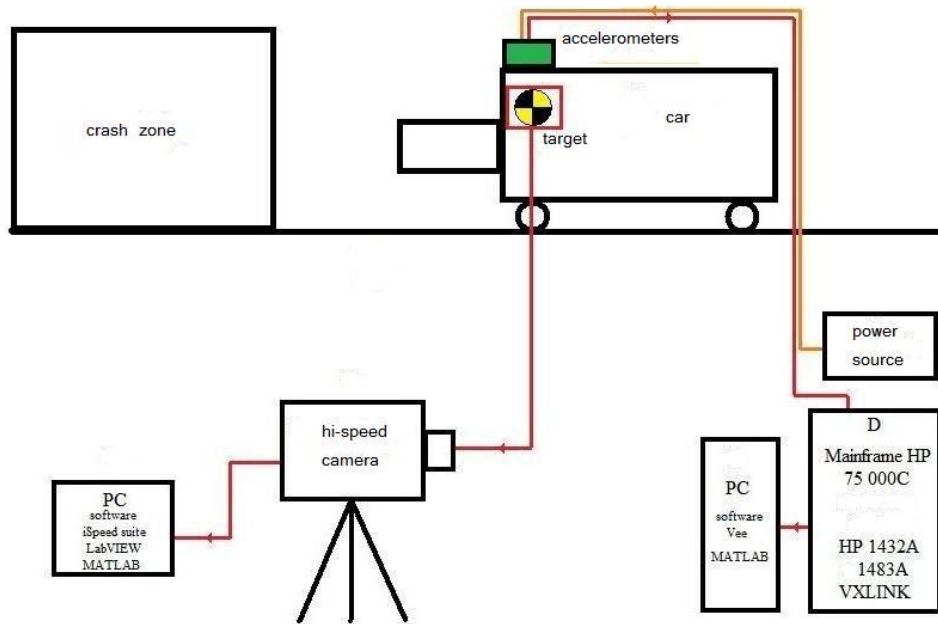 accelerometers
crash zone
car
target
power
source
hi-speed
camera
D
Mainframe HP
75 000C
HP 1432A
1483A
VXLINK
PC
software
Vee
MATLAB
PC
software
iSpeed suite
LabVIEW
MATLAB